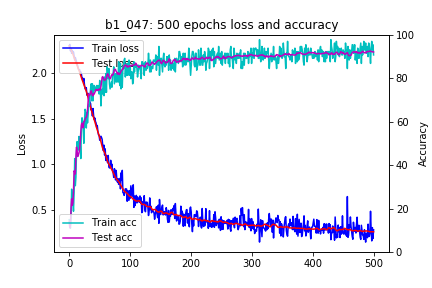 b1_047: 500 epochs loss and accuracy
Train loss
Test loss
2.0
1.5
1.0
0.5
Loss
100
80
60
40
20
0
Accuracy
Train acc
Test acc
0
100
200
300
400
500